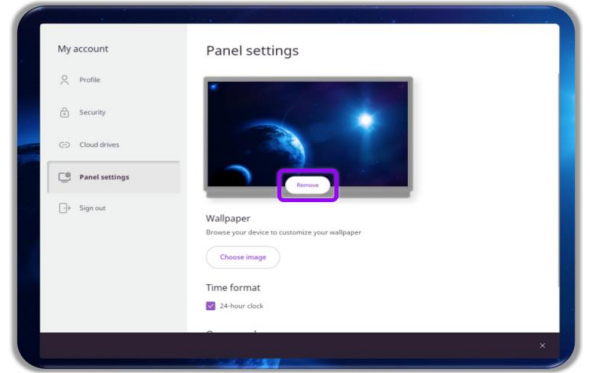 My account
Profile
Security
Cloud drives
Panel settings
Sign out
Panel settings
Remove
Wallpaper
Browse your device to customize your wallpaper
Choose image
Time format
24-hour clock